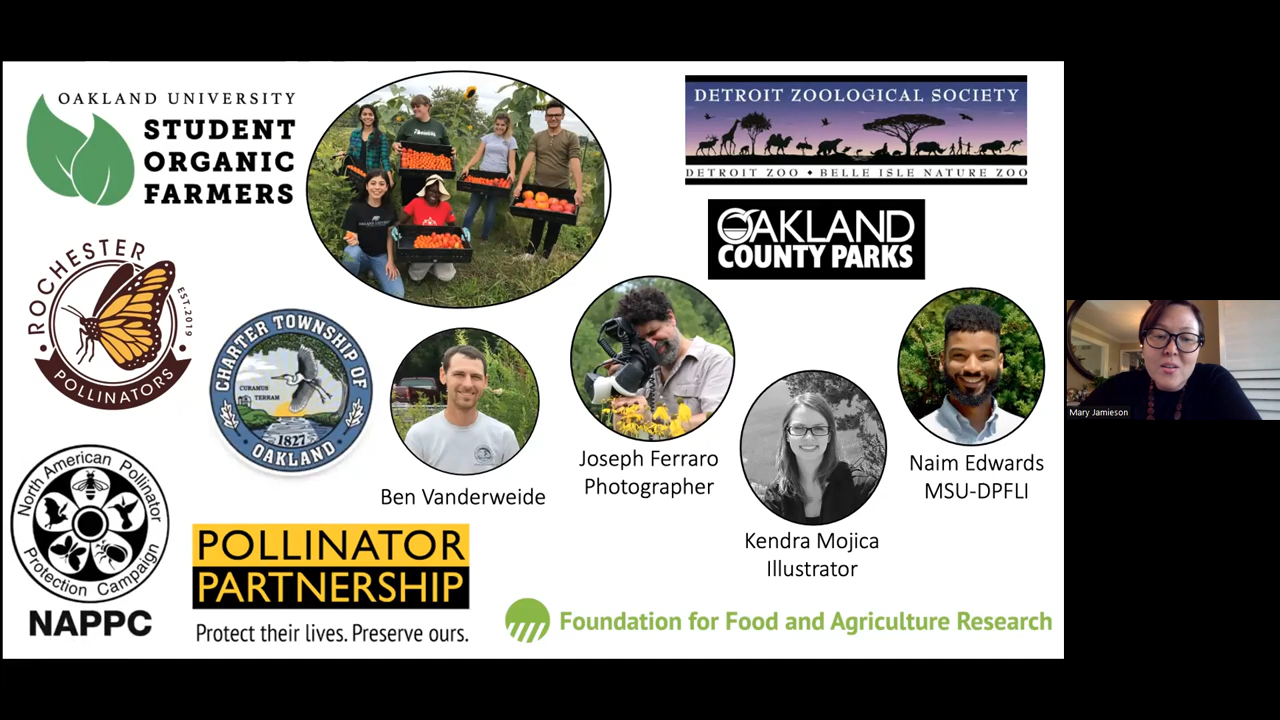 OAKLAND UNIVERSITY
STUDENT
ORGANIC
FARMERS
DETROIT ZOOLOGICAL SOCIETY
DETROIT ZOO • BELLE ISLE NATURE ZOO
OAKLAND
COUNTY PARKS
ROCHESTER
POLLINATORS
EST. 2019
CHARTER TOWNSHIP OF
OAKLAND
CURAMUS
TERRAM
1827
Ben Vanderweide
Joseph Ferraro
Photographer
Kendra Mojica
Illustrator
Naim Edwards
MSU-DPFLI
Mary Jamieson
North American Pollinator
Protection Campaign
NAPPC
POLLINATOR
PARTNERSHIP
Protect their lives. Preserve ours.
Foundation for Food and Agriculture Research